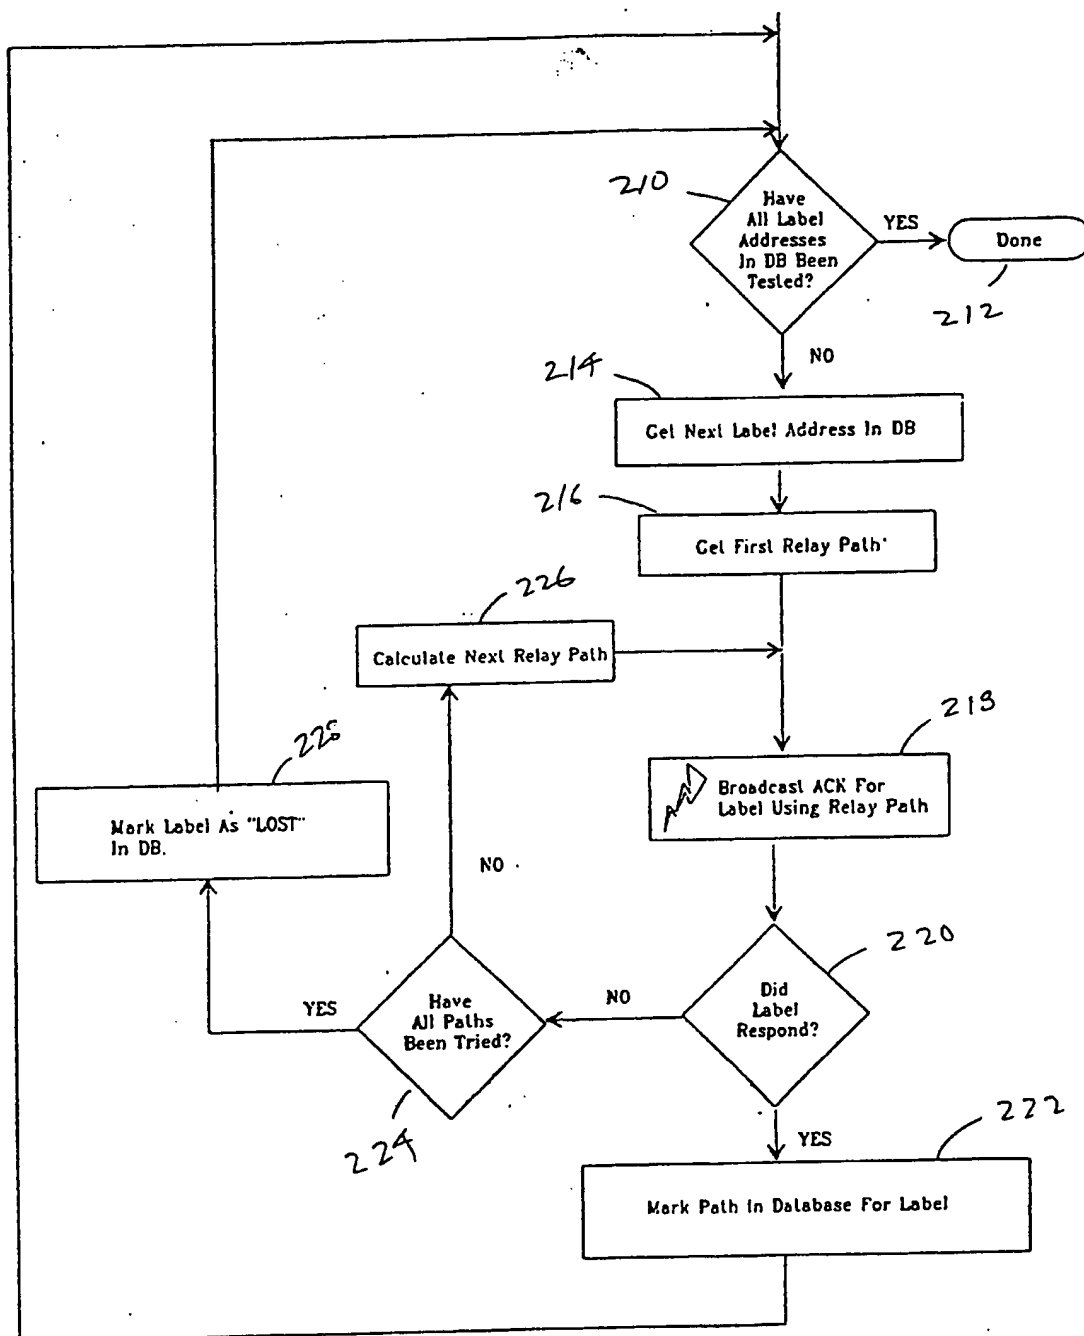 210
Have
All Label
Addresses
In DB Been
Tested?
YES
Done
212
NO
214
Get Next Label Address In DB
216
Get First Relay Path
226
Calculate Next Relay Path
218
Broadcast ACK For
Label Using Relay Path
228
Mark Label As "LOST"
In DB.
NO
220
Did
Label
Respond?
NO
YES
Have
All Paths
Been Tried?
224
YES
222
Mark Path in Database For Label